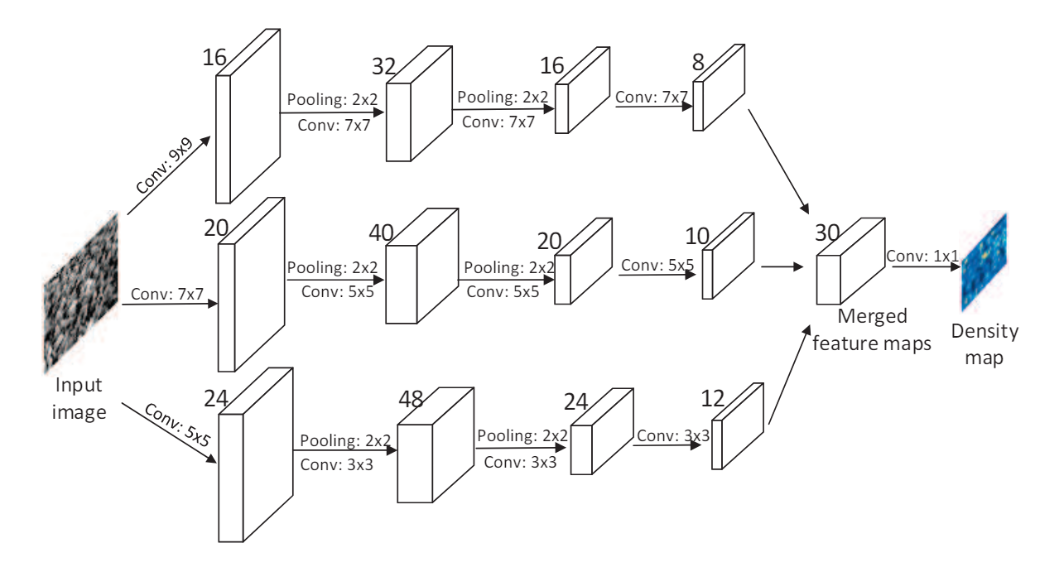 16
32
16
8
Pooling: 2x2
Conv: 7x7
Pooling: 2x2
Conv: 7x7
Conv: 7x7
Conv: 9x9
20
40
20
10
30
Conv: 7x7
Pooling: 2x2
Conv: 5x5
Pooling: 2x2
Conv: 5x5
Conv: 5x5
Conv: 1x1
Merged
feature maps
Density
map
Input
image
Conv: 5x5
24
48
24
12
Pooling: 2x2
Conv: 3x3
Pooling: 2x2
Conv: 3x3
Conv: 3x3